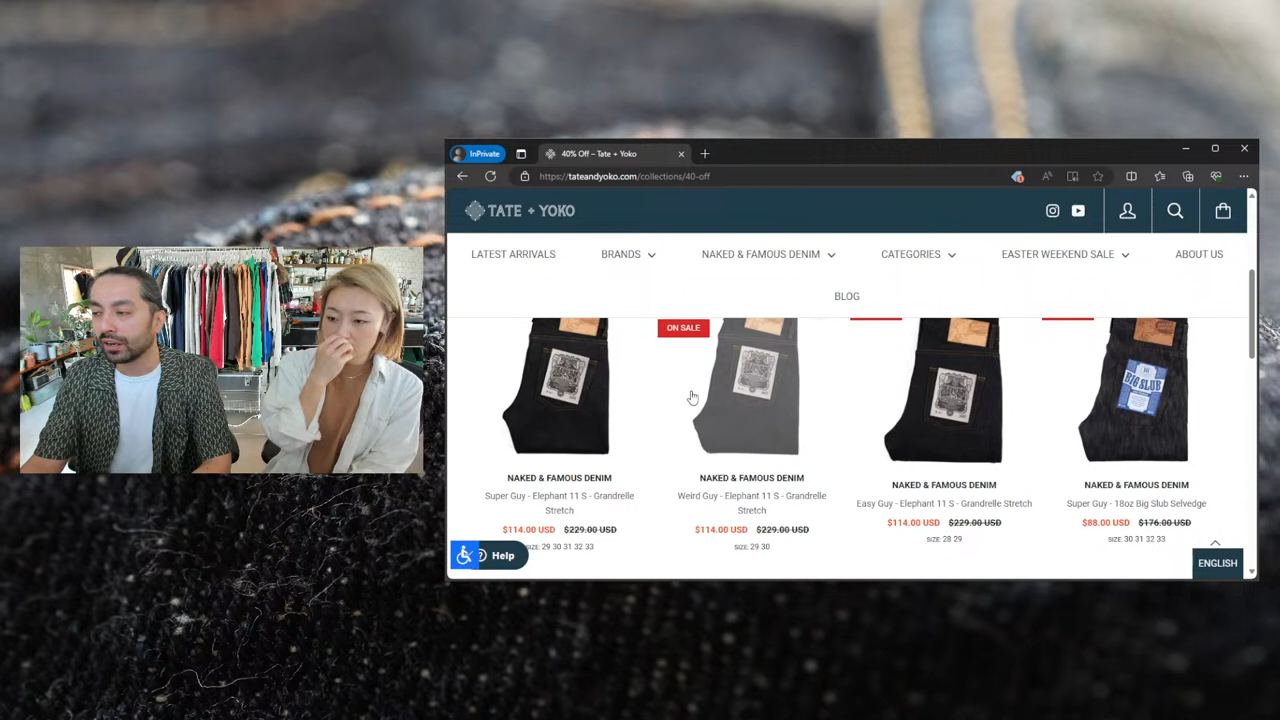 InPrivate
40% Off – Tate + Yoko
https://tateandyoko.com/collections/40-off
TATE + YOKO
LATEST ARRIVALS
BRANDS
NAKED & FAMOUS DENIM
CATEGORIES
EASTER WEEKEND SALE
ABOUT US
BLOG
ON SALE
BIG SLUB
NAKED & FAMOUS DENIM
Super Guy - Elephant 11 S - Grandrelle
Stretch
$114.00 USD $229.00 USD
SIZE: 29 30 31 32 33
NAKED & FAMOUS DENIM
Weird Guy - Elephant 11 S - Grandrelle
Stretch
$114.00 USD $229.00 USD
SIZE: 29 30
NAKED & FAMOUS DENIM
Easy Guy - Elephant 11 S - Grandrelle Stretch
$114.00 USD $229.00 USD
SIZE: 28 29
NAKED & FAMOUS DENIM
Super Guy - 18oz Big Slub Selvedge
$88.00 USD $176.00 USD
SIZE: 30 31 32 33
Help
ENGLISH